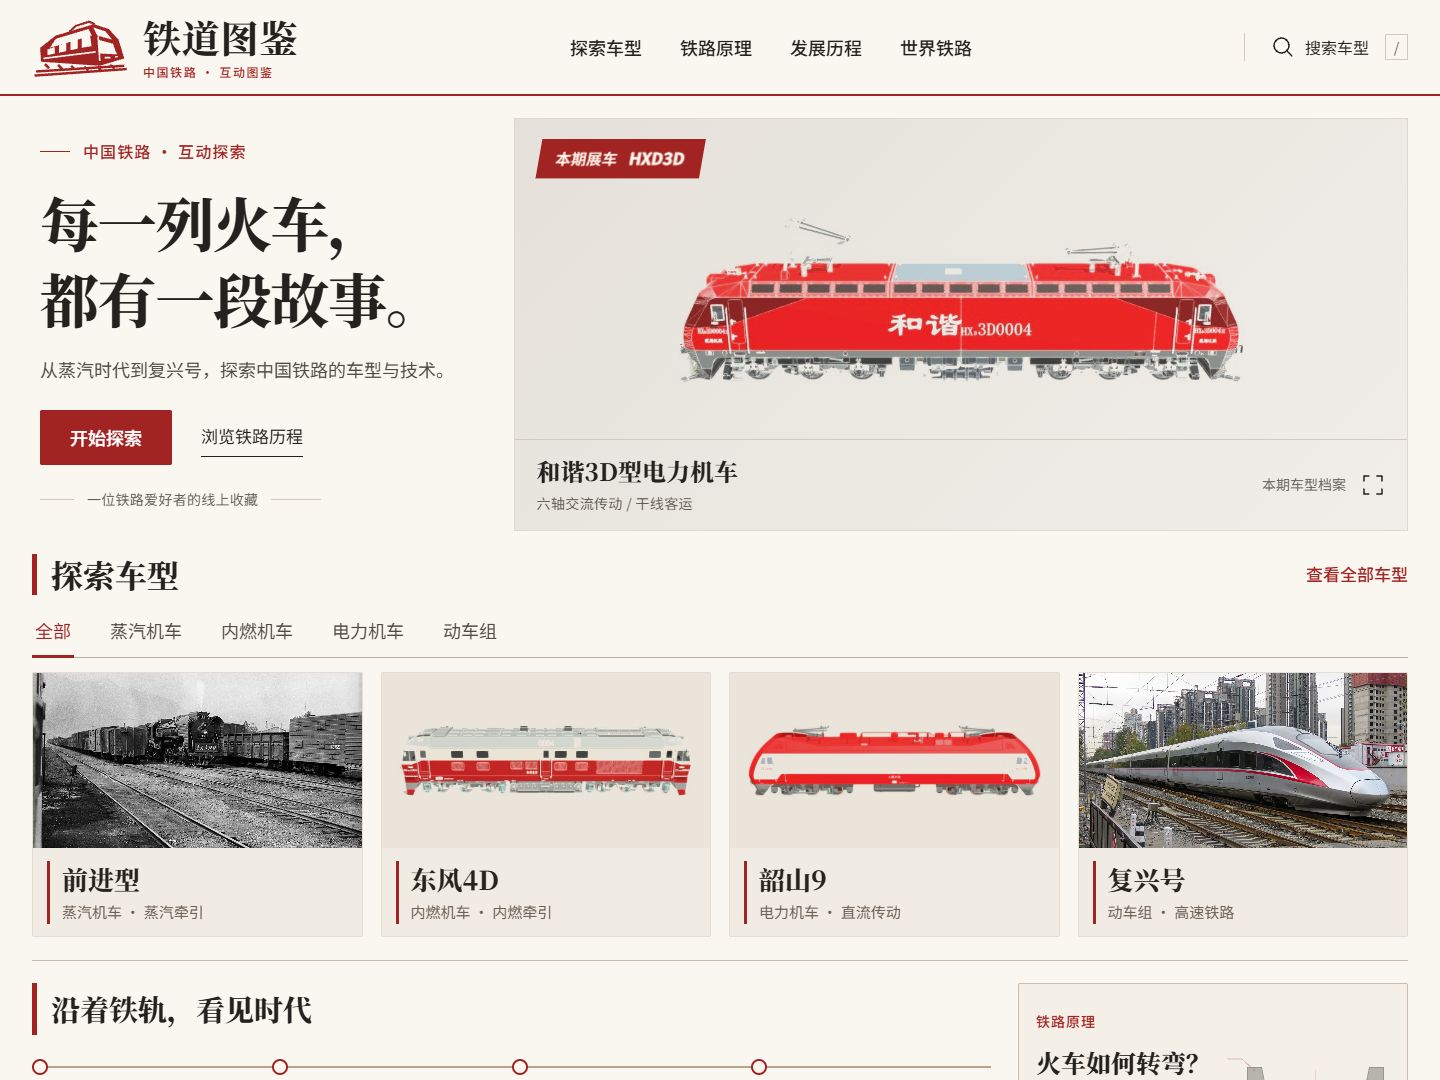 铁道图鉴
中国铁路 · 互动图鉴
探索车型
铁路原理
发展历程
世界铁路
搜索车型
/
中国铁路 · 互动探索
每一列火车，
都有一段故事。
从蒸汽时代到复兴号，探索中国铁路的车型与技术。
开始探索
浏览铁路历程
一位铁路爱好者的线上收藏
本期展车 HXD3D
和谐HXD3D0004
和谐3D型电力机车
六轴交流传动 / 干线客运
本期车型档案
探索车型
查看全部车型
全部
蒸汽机车
内燃机车
电力机车
动车组
前进型
蒸汽机车 · 蒸汽牵引
东风4D
内燃机车 · 内燃牵引
韶山9
电力机车 · 直流传动
复兴号
动车组 · 高速铁路
沿着铁轨，看见时代
铁路原理
火车如何转弯？